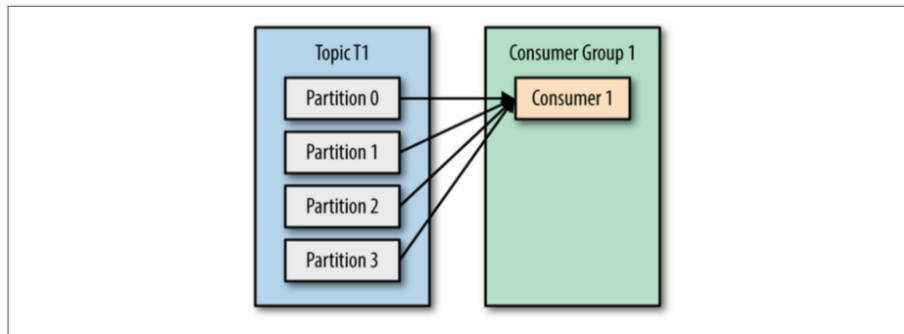 Topic T1
Partition 0
Partition 1
Partition 2
Partition 3
Consumer Group 1
Consumer 1